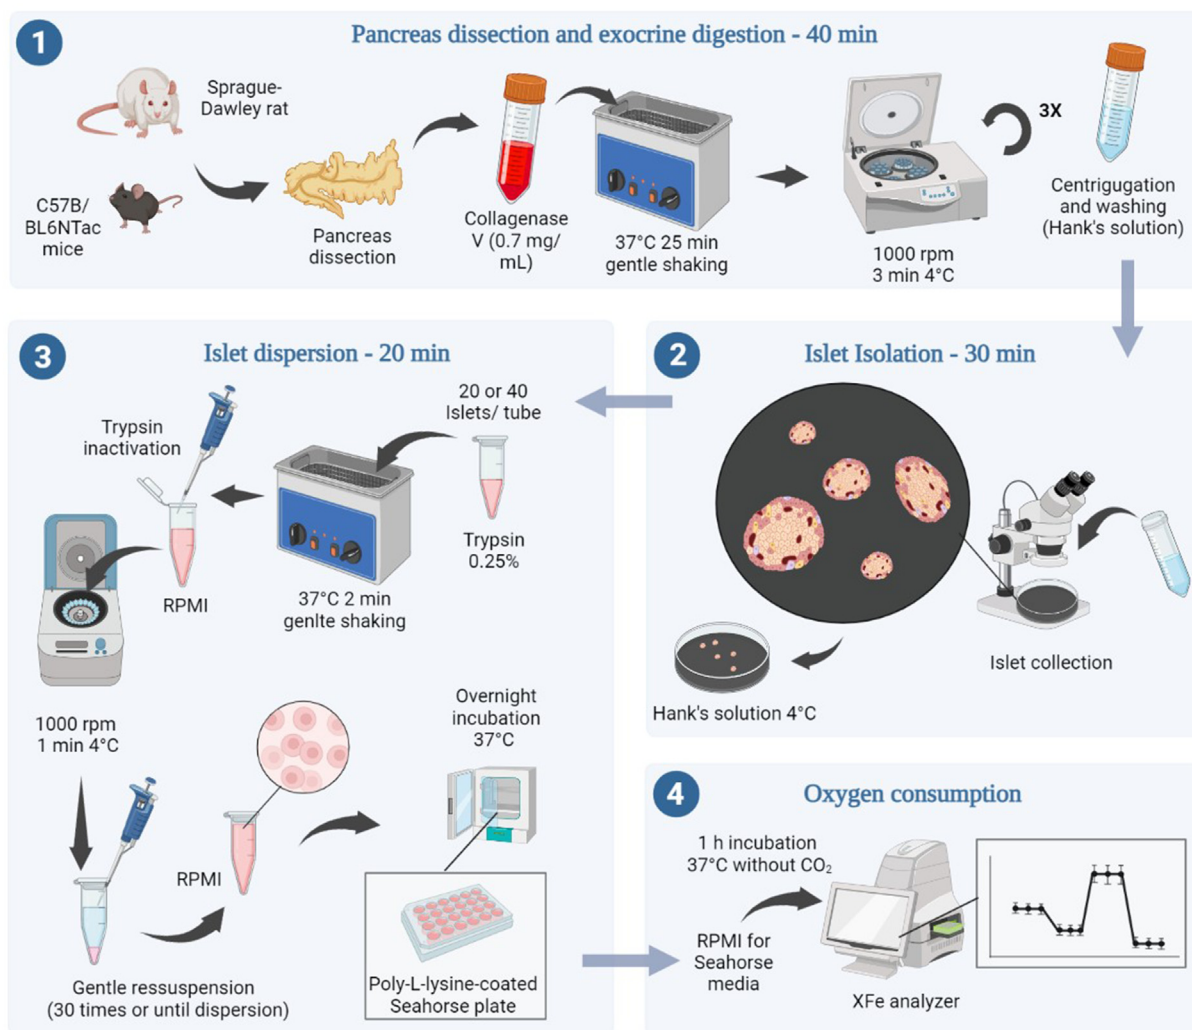 1
Pancreas dissection and exocrine digestion - 40 min
Sprague-
Dawley rat
C57B/
BL6NTac
mice
Pancreas
dissection
Collagenase
V (0.7 mg/
mL)
37°C 25 min
gentle shaking
1000 rpm
3 min 4°C
3X
Centrigugation
and washing
(Hank's solution)
2
Islet Isolation - 30 min
Islet collection
Hank's solution 4°C
3
Islet dispersion - 20 min
20 or 40
Islets/ tube
Trypsin
0.25%
37°C 2 min
genlte shaking
Trypsin
inactivation
RPMI
1000 rpm
1 min 4°C
Gentle ressuspension
(30 times or until dispersion)
RPMI
Overnight
incubation
37°C
Poly-L-lysine-coated
Seahorse plate
4
Oxygen consumption
1 h incubation
37°C without CO₂
RPMI for
Seahorse
media
XFe analyzer